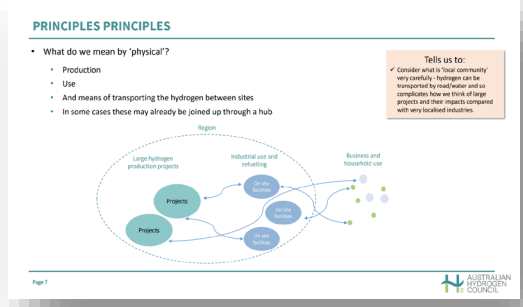 PRINCIPLES PRINCIPLES
• What do we mean by 'physical'?
• Production
• Use
• And means of transporting the hydrogen between sites
• In some cases these may already be joined up through a hub
Tells us to:
✓ Consider what is 'local community'
very carefully - hydrogen can be
transported by road/water and so
complicates how we think of large
projects and their impacts compared
with very localised industries.
Region
Large hydrogen
production projects
Industrial use and
refuelling
Business and
household use
Projects
Projects
On site
facilities
On site
facilities
On site
facilities
Page 7
H2
AUSTRALIAN
HYDROGEN
COUNCIL